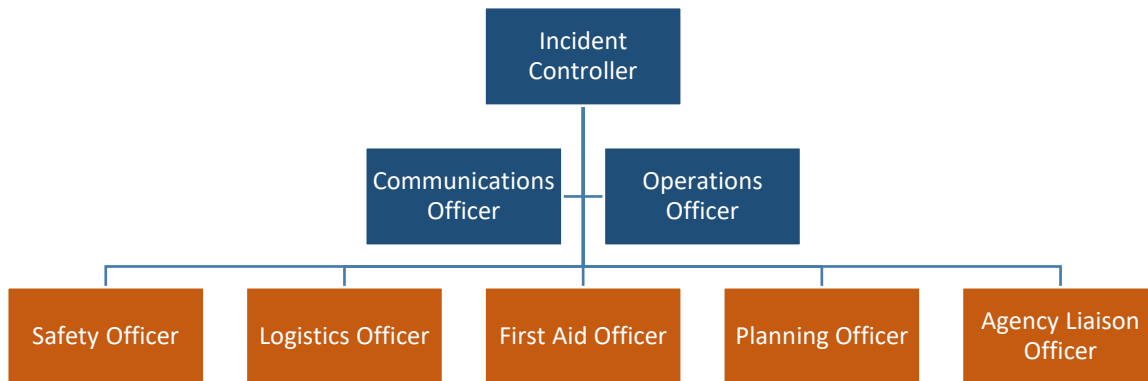 Incident
Controller
Communications
Officer
Operations
Officer
Safety Officer
Logistics Officer
First Aid Officer
Planning Officer
Agency Liaison
Officer